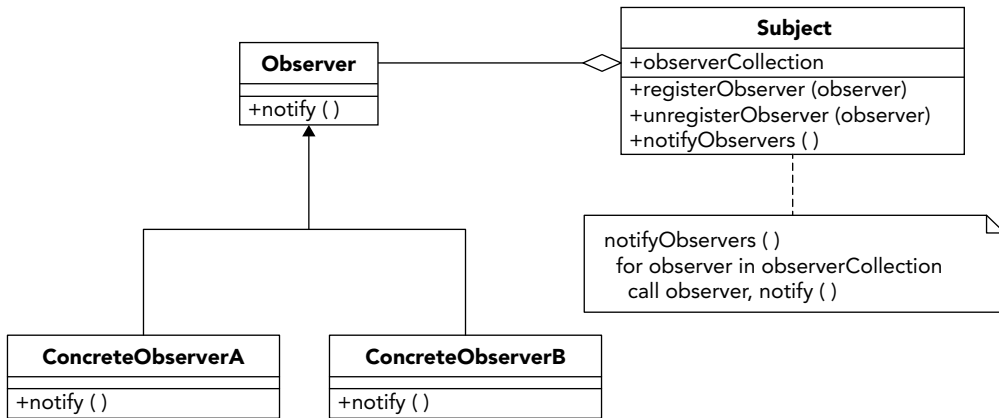 Observer
+notify ( )
Subject
+observerCollection
+registerObserver (observer)
+unregisterObserver (observer)
+notifyObservers ( )
notifyObservers ( )
for observer in observerCollection
call observer, notify ( )
ConcreteObserverA
+notify ( )
ConcreteObserverB
+notify ( )